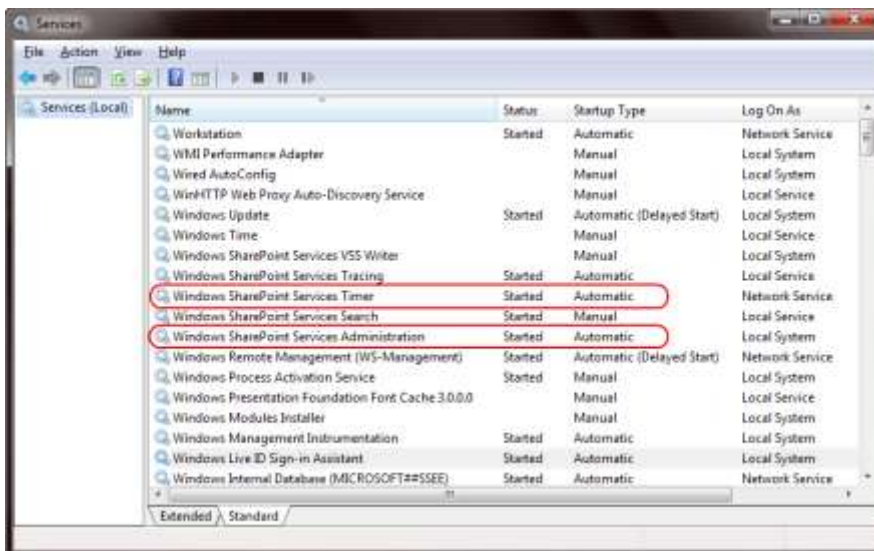 Services
File Action View Help
Services (Local)
Name Status Startup Type Log On As
Workstation Started Automatic Network Service
WMI Performance Adapter Manual Local System
Wired AutoConfig Manual Local System
WinHTTP Web Proxy Auto-Discovery Service Manual Local Service
Windows Update Started Automatic (Delayed Start) Local System
Windows Time Manual Local Service
Windows SharePoint Services VSS Writer Manual Local System
Windows SharePoint Services Tracing Started Automatic Local Service
Windows SharePoint Services Timer Started Automatic Network Service
Windows SharePoint Services Search Started Manual Local Service
Windows SharePoint Services Administration Started Automatic Local System
Windows Remote Management (WS-Management) Started Automatic (Delayed Start) Network Service
Windows Process Activation Service Started Manual Local System
Windows Presentation Foundation Font Cache 3.0.0.0 Manual Local Service
Windows Modules Installer Manual Local System
Windows Management Instrumentation Started Automatic Local System
Windows Live ID Sign-in Assistant Started Automatic Local System
Windows Internal Database (MICROSOFT##SSEE) Started Automatic Network Service
Extended Standard